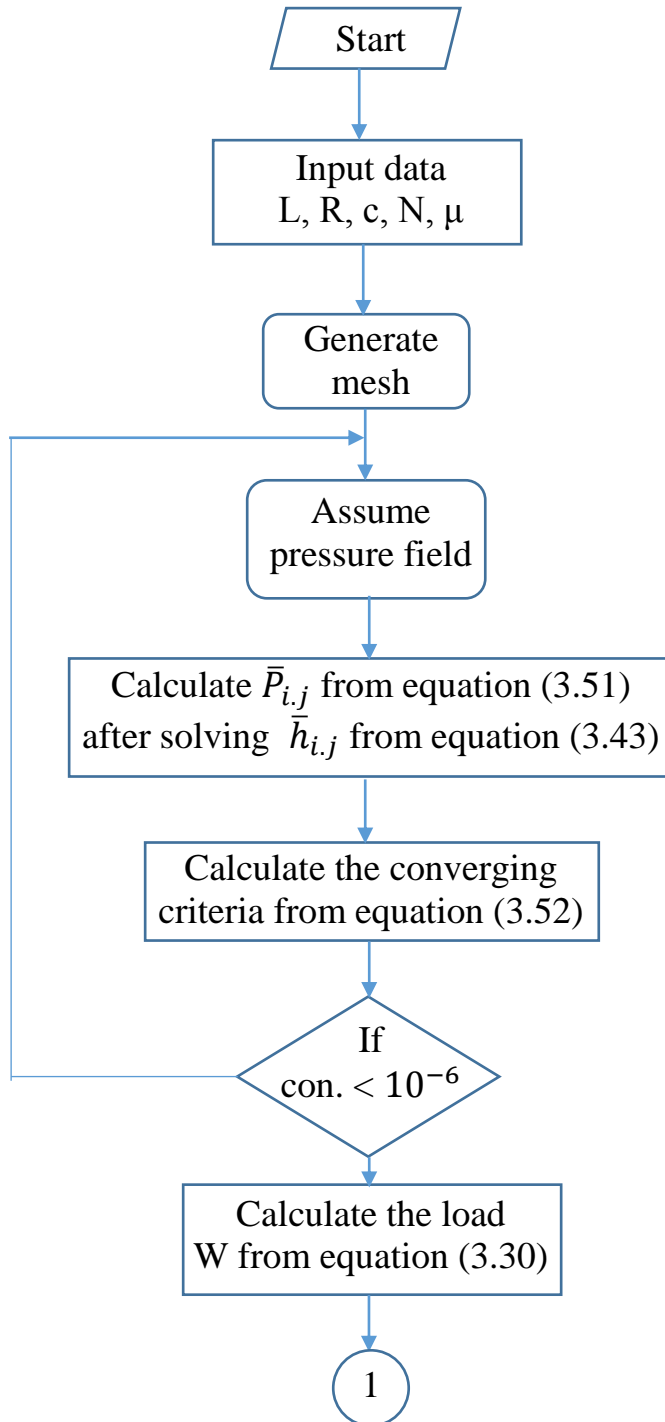 Start
Input data
L, R, c, N, μ
Generate
mesh
Assume
pressure field
Calculate P̅i.j from equation (3.51)
after solving h̅i.j from equation (3.43)
Calculate the converging
criteria from equation (3.52)
If
con. < 10⁻⁶
Calculate the load
W from equation (3.30)
1